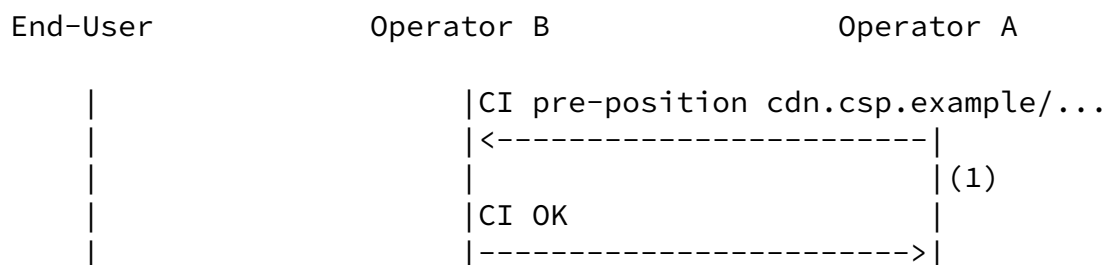 End-User Operator B Operator A
|CI pre-position cdn.csp.example/...
|<------------------------|
|(1)
|CI OK |
|------------------------>|